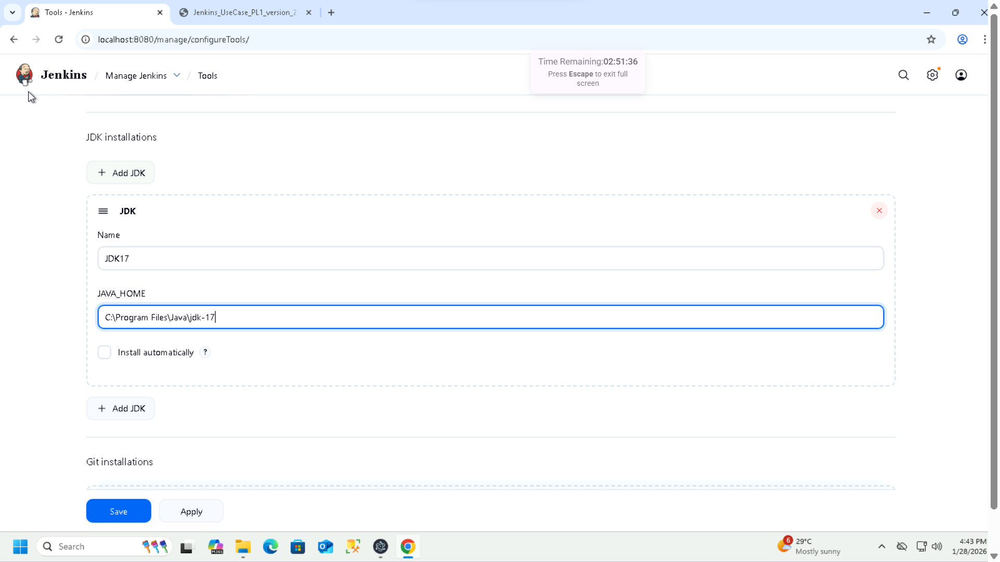 Tools - Jenkins
Jenkins_UseCase_PL1_version_2
localhost:8080/manage/configureTools/
Time Remaining:02:51:36
Press Escape to exit full
screen
Jenkins / Manage Jenkins / Tools
JDK installations
+ Add JDK
JDK
Name
JDK17
JAVA_HOME
C:\Program Files\Java\jdk-17
Install automatically ?
+ Add JDK
Git installations
Save
Apply
Search
M365
6
29°C
Mostly sunny
4:43 PM
1/28/2026